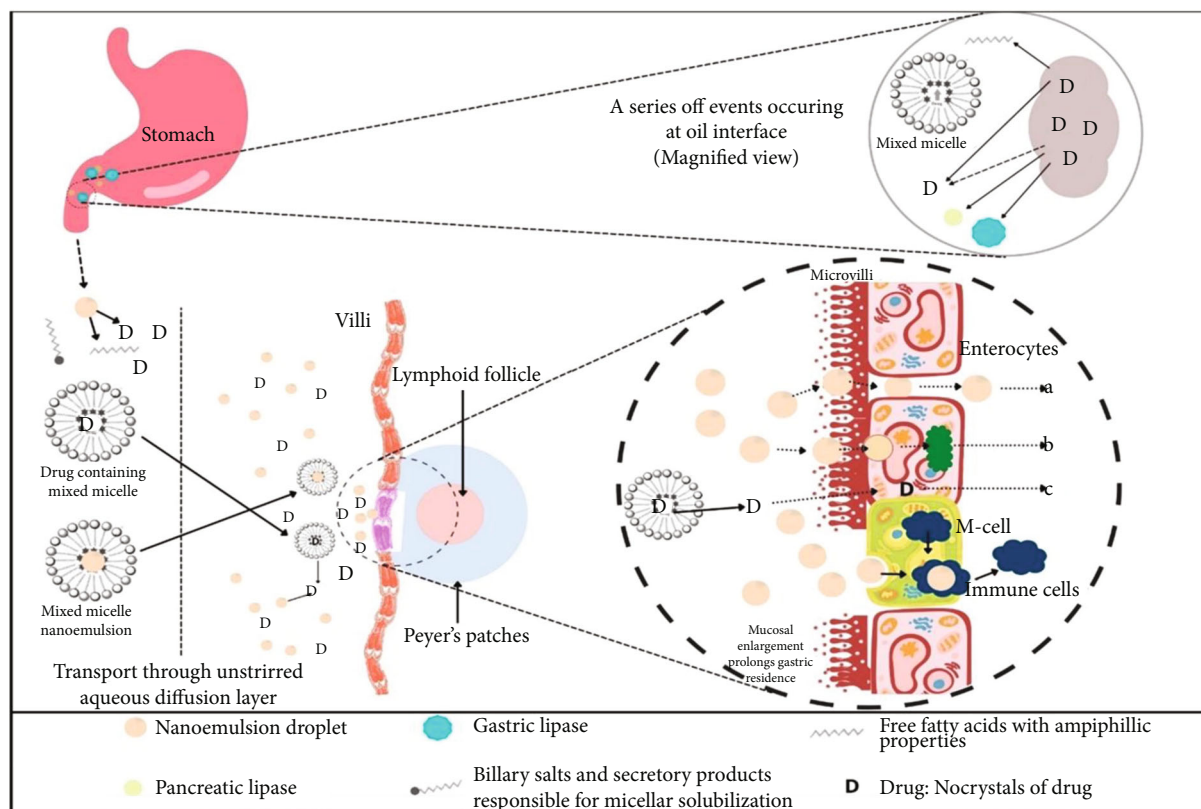 Stomach
A series off events occuring
at oil interface
(Magnified view)
D
D
D
D
Mixed micelle
D
D
D
D
Villi
Lymphoid follicle
D
Drug containing
mixed micelle
Mixed micelle
nanoemulsion
Transport through unstrirred
aqueous diffusion layer
D
D
D
D
D
D
D
D
D
D
D
D
D
D
Peyer's patches
Microvilli
Enterocytes
a
b
c
D
D
D
M-cell
Immune cells
Mucosal
enlargement
prolongs gastric
residence
Nanoemulsion droplet
Gastric lipase
Free fatty acids with ampiphillic
properties
Pancreatic lipase
Billary salts and secretory products
responsible for micellar solubilization
D
Drug: Nocrystals of drug